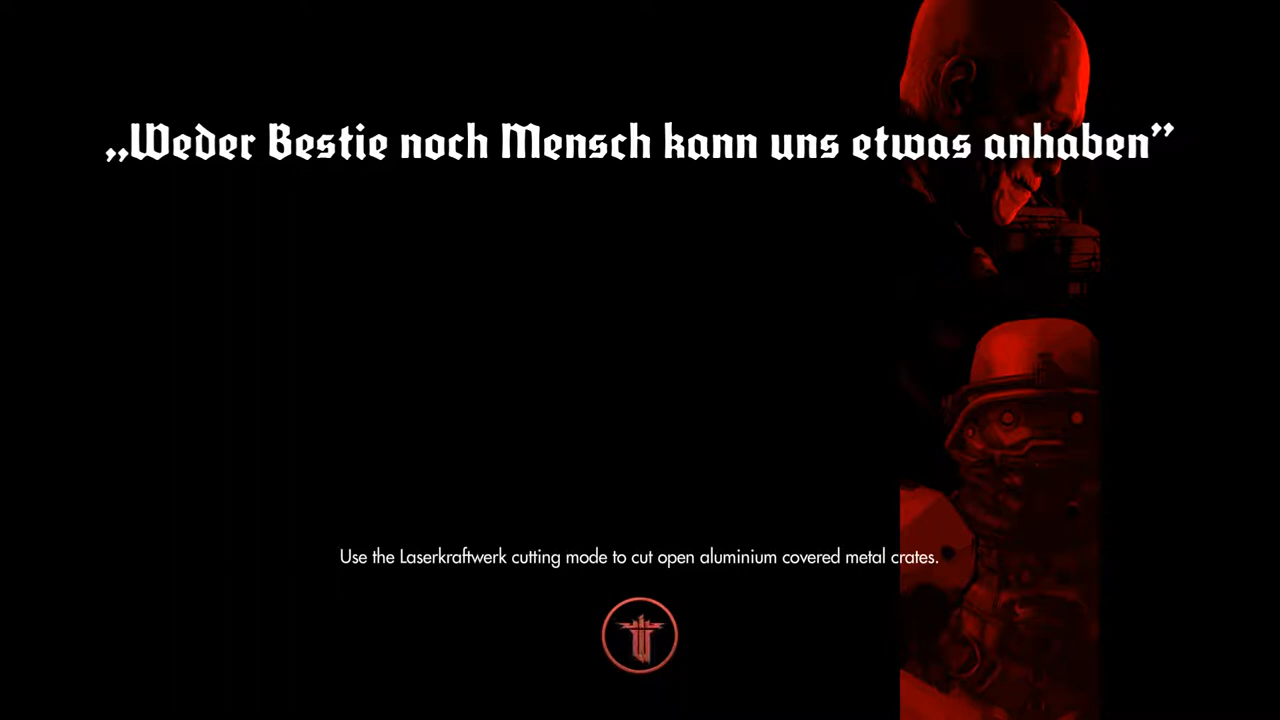 „Weder Bestie noch Mensch kann uns etwas anhaben”
Use the Laserkraftwerk cutting mode to cut open aluminium covered metal crates.